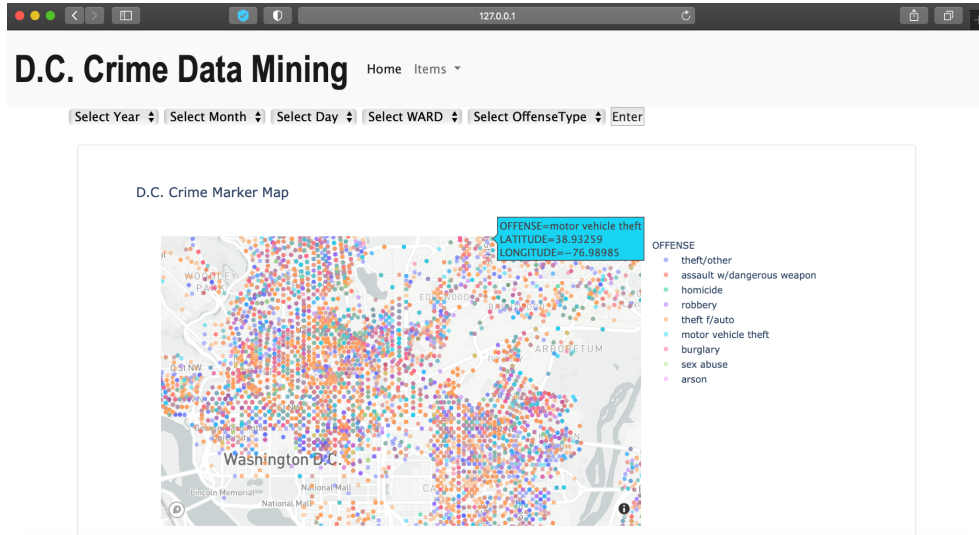 127.0.0.1
D.C. Crime Data Mining Home Items
Select Year Select Month Select Day Select WARD Select OffenseType Enter
D.C. Crime Marker Map
OFFENSE=motor vehicle theft
LATITUDE=38.93259
LONGITUDE=−76.98985
OFFENSE
theft/other
assault w/dangerous weapon
homicide
robbery
theft f/auto
motor vehicle theft
burglary
sex abuse
arson
ARBORETUM
Washington D.C.
Lincoln Memorial
National Mall
National Mall